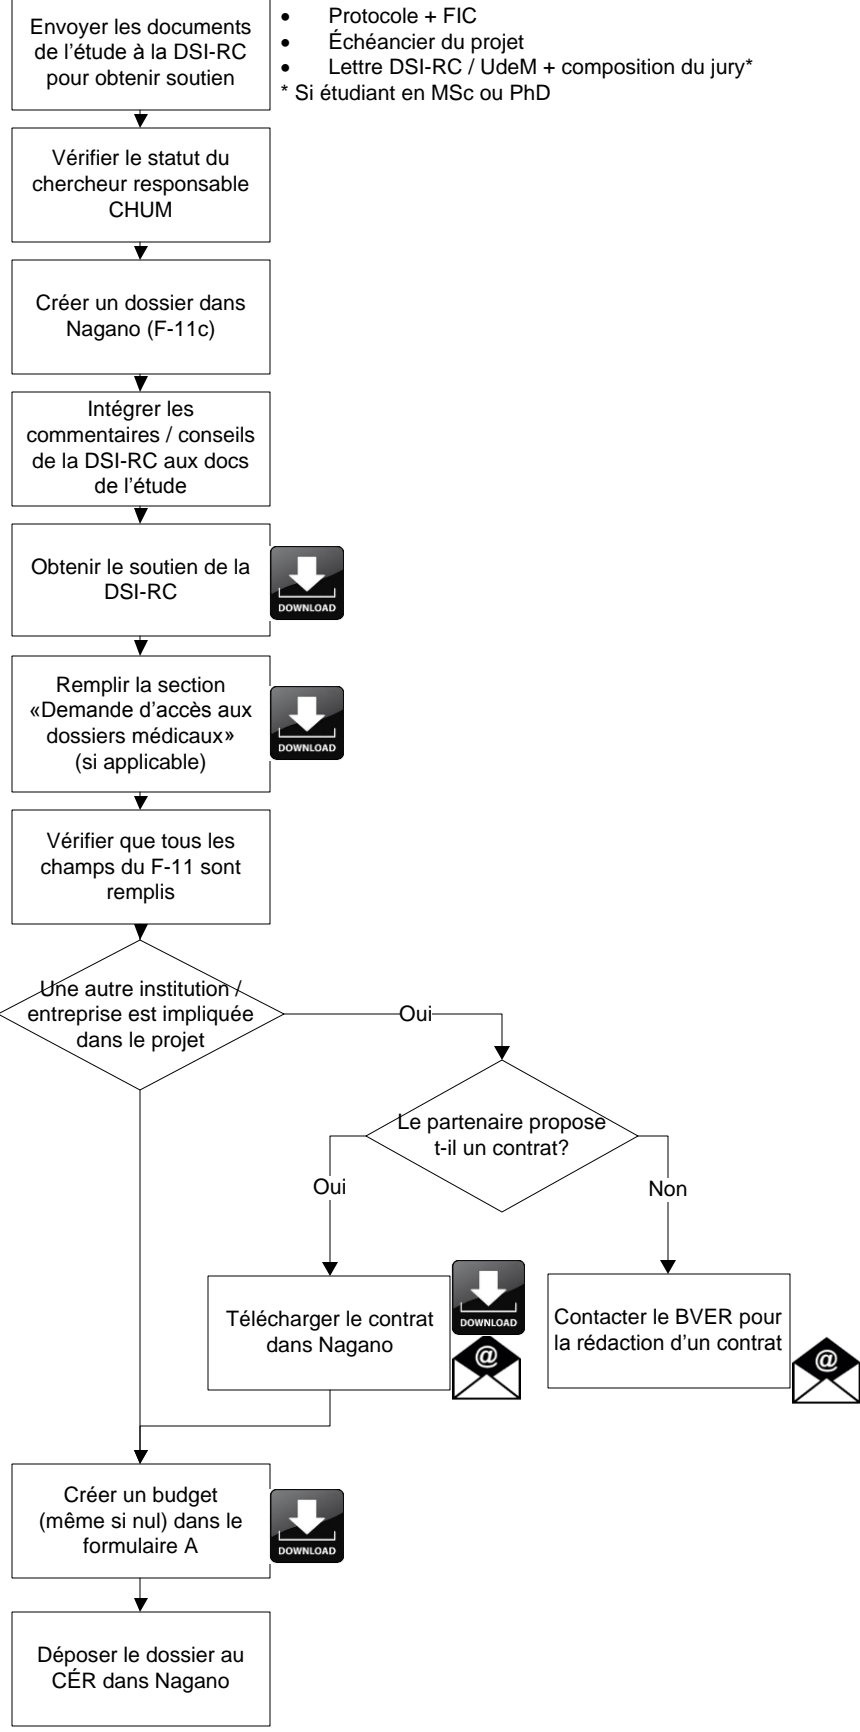 Envoyer les documents
de l'étude à la DSI-RC
pour obtenir soutien
• Protocole + FIC
• Échéancier du projet
• Lettre DSI-RC / UdeM + composition du jury*
* Si étudiant en MSc ou PhD
Vérifier le statut du
chercheur responsable
CHUM
Créer un dossier dans
Nagano (F-11c)
Intégrer les
commentaires / conseils
de la DSI-RC aux docs
de l'étude
Obtenir le soutien de la
DSI-RC
DOWNLOAD
Remplir la section
«Demande d'accès aux
dossiers médicaux»
(si applicable)
DOWNLOAD
Vérifier que tous les
champs du F-11 sont
remplis
Une autre institution /
entreprise est impliquée
dans le projet
Oui
Le partenaire propose
t-il un contrat?
Oui
Non
Télécharger le contrat
dans Nagano
DOWNLOAD
@
Contacter le BVER pour
la rédaction d'un contrat
@
Créer un budget
(même si nul) dans le
formulaire A
DOWNLOAD
Déposer le dossier au
CÉR dans Nagano